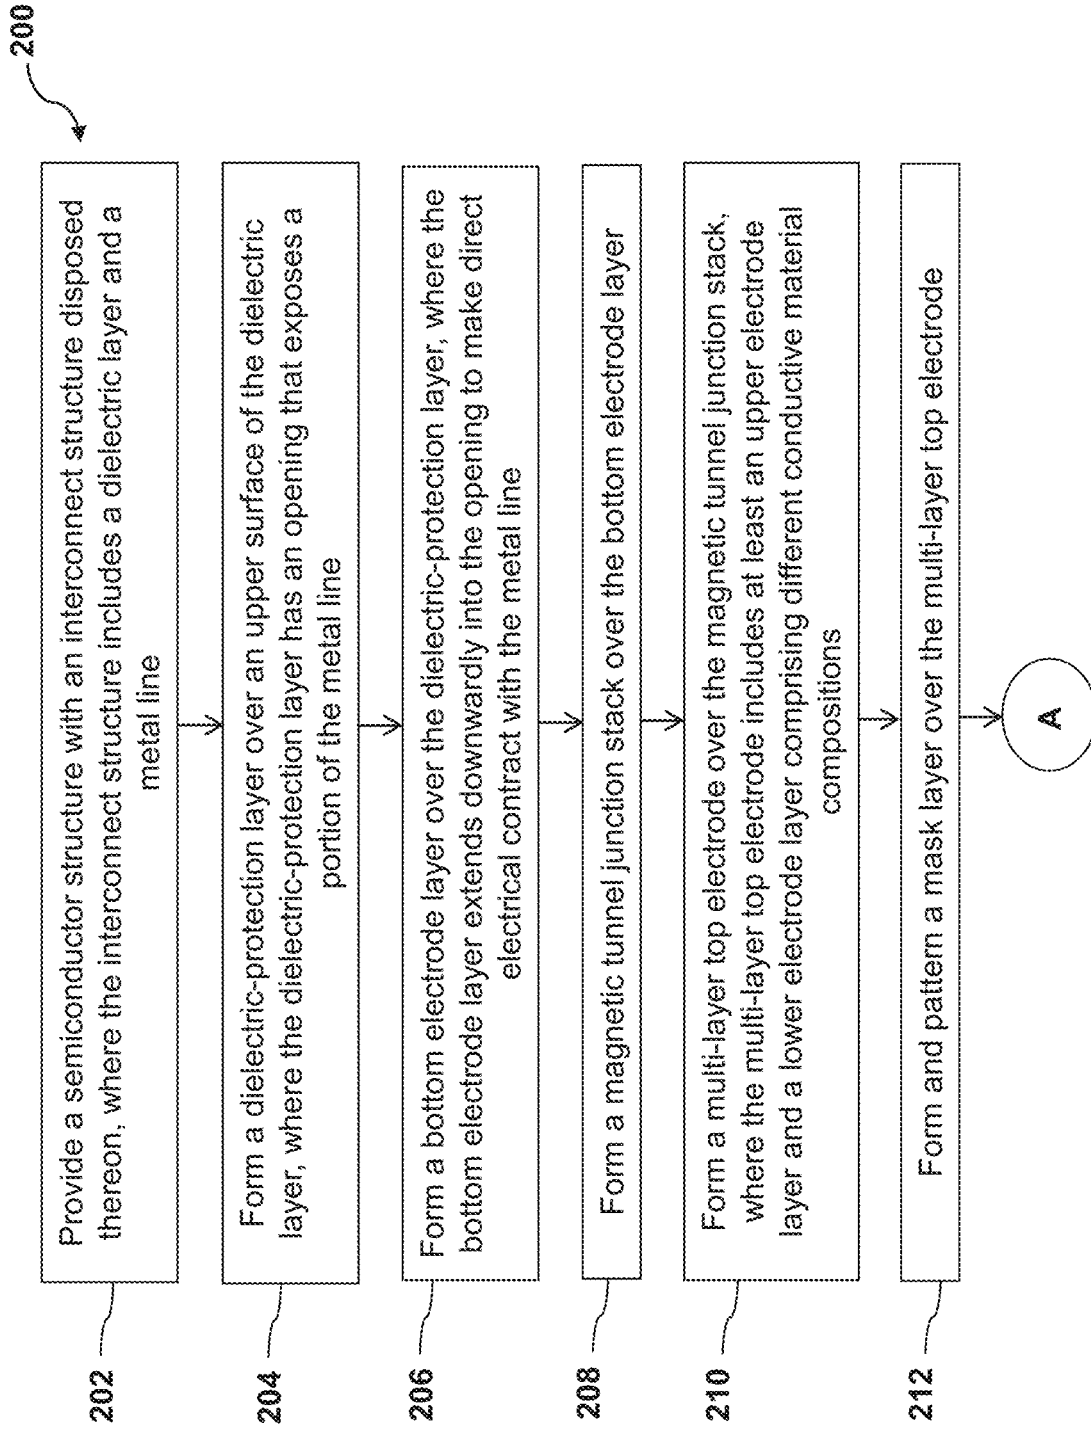 200
202
Provide a semiconductor structure with an interconnect structure disposed
thereon, where the interconnect structure includes a dielectric layer and a
metal line
204
Form a dielectric-protection layer over an upper surface of the dielectric
layer, where the dielectric-protection layer has an opening that exposes a
portion of the metal line
206
Form a bottom electrode layer over the dielectric-protection layer, where the
bottom electrode layer extends downwardly into the opening to make direct
electrical contract with the metal line
208
Form a magnetic tunnel junction stack over the bottom electrode layer
210
Form a multi-layer top electrode over the magnetic tunnel junction stack,
where the multi-layer top electrode includes at least an upper electrode
layer and a lower electrode layer comprising different conductive material
compositions
212
Form and pattern a mask layer over the multi-layer top electrode
A